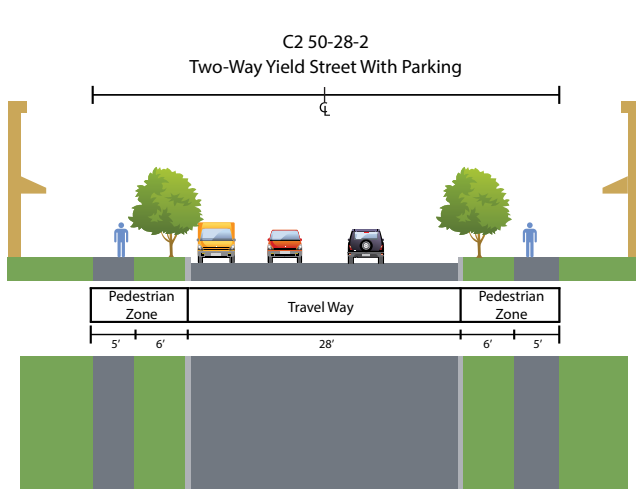 C2 50-28-2
Two-Way Yield Street With Parking
℄
Pedestrian
Zone
Travel Way
Pedestrian
Zone
5’ 6’ 28’ 6’ 5’